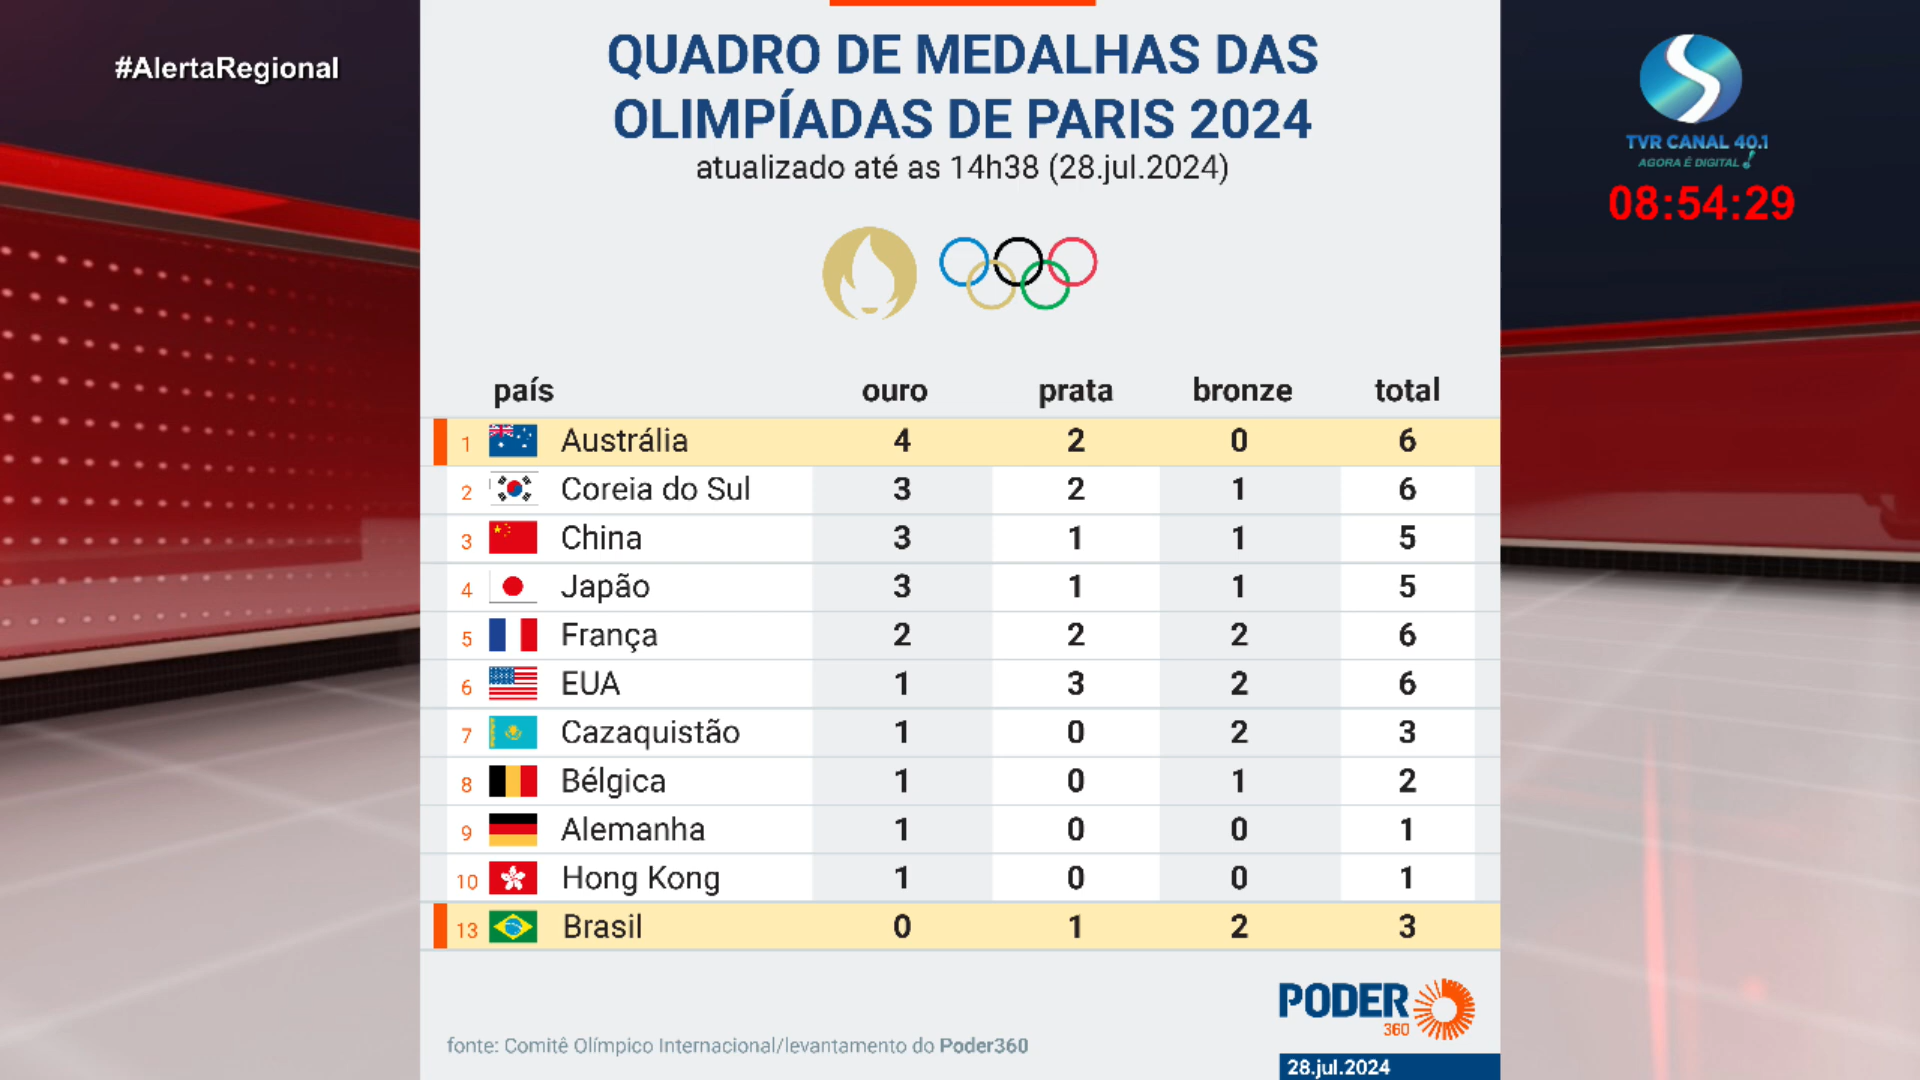 #AlertaRegional
QUADRO DE MEDALHAS DAS
OLIMPÍADAS DE PARIS 2024
atualizado até as 14h38 (28.jul.2024)
TVR CANAL 40.1
AGORA É DIGITAL !
08:54:29
país ouro prata bronze total
1 Austrália 4 2 0 6
2 Coreia do Sul 3 2 1 6
3 China 3 1 1 5
4 Japão 3 1 1 5
5 França 2 2 2 6
6 EUA 1 3 2 6
7 Cazaquistão 1 0 2 3
8 Bélgica 1 0 1 2
9 Alemanha 1 0 0 1
10 Hong Kong 1 0 0 1
13 Brasil 0 1 2 3
PODER
360
fonte: Comitê Olímpico Internacional/levantamento do Poder360
28.jul.2024